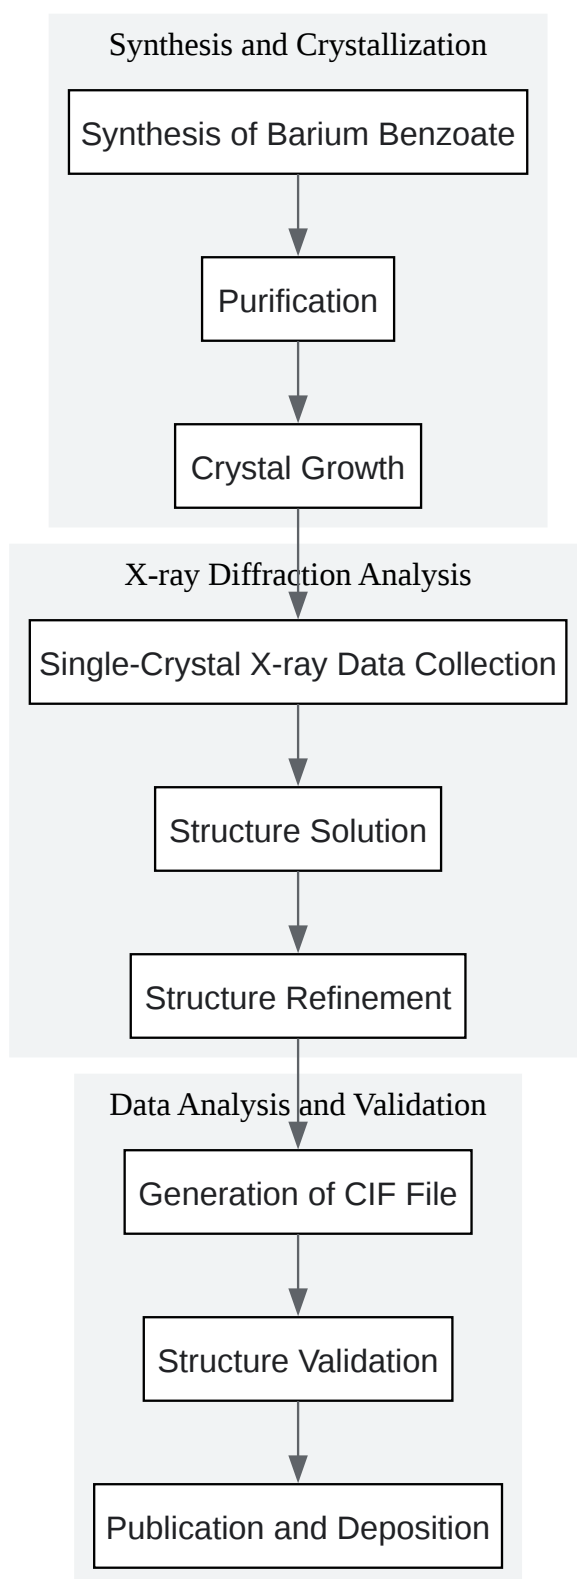 Synthesis and Crystallization
Synthesis of Barium Benzoate
Purification
Crystal Growth
X-ray Diffraction Analysis
Single-Crystal X-ray Data Collection
Structure Solution
Structure Refinement
Data Analysis and Validation
Generation of CIF File
Structure Validation
Publication and Deposition